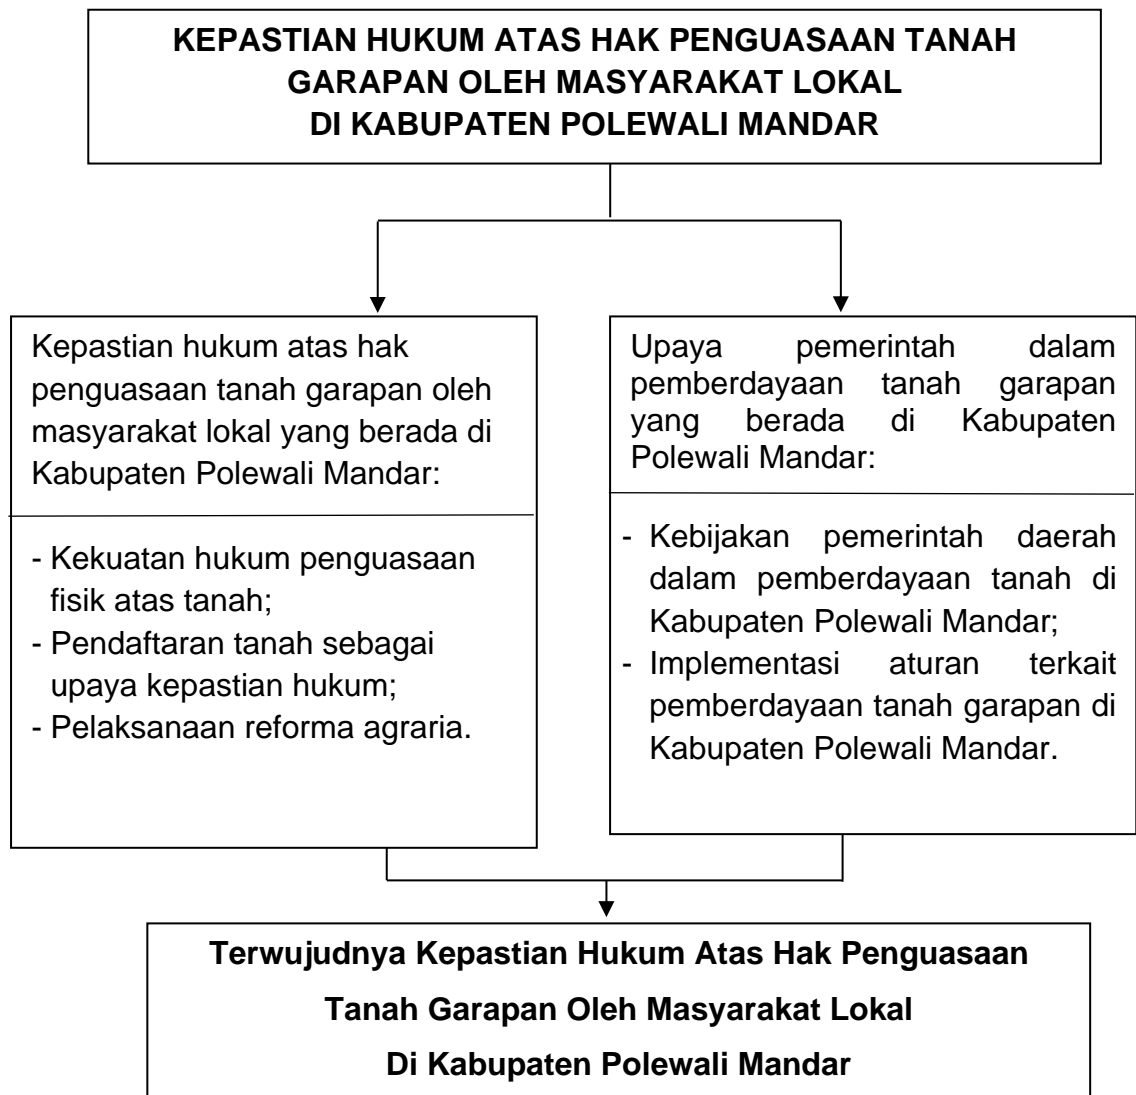 KEPASTIAN HUKUM ATAS HAK PENGUASAAN TANAH
GARAPAN OLEH MASYARAKAT LOKAL
DI KABUPATEN POLEWALI MANDAR
Kepastian hukum atas hak
penguasaan tanah garapan oleh
masyarakat lokal yang berada di
Kabupaten Polewali Mandar:
- Kekuatan hukum penguasaan
fisik atas tanah;
- Pendaftaran tanah sebagai
upaya kepastian hukum;
- Pelaksanaan reforma agraria.
Upaya pemerintah dalam
pemberdayaan tanah garapan
yang berada di Kabupaten
Polewali Mandar:
- Kebijakan pemerintah daerah
dalam pemberdayaan tanah di
Kabupaten Polewali Mandar;
- Implementasi aturan terkait
pemberdayaan tanah garapan di
Kabupaten Polewali Mandar.
Terwujudnya Kepastian Hukum Atas Hak Penguasaan
Tanah Garapan Oleh Masyarakat Lokal
Di Kabupaten Polewali Mandar